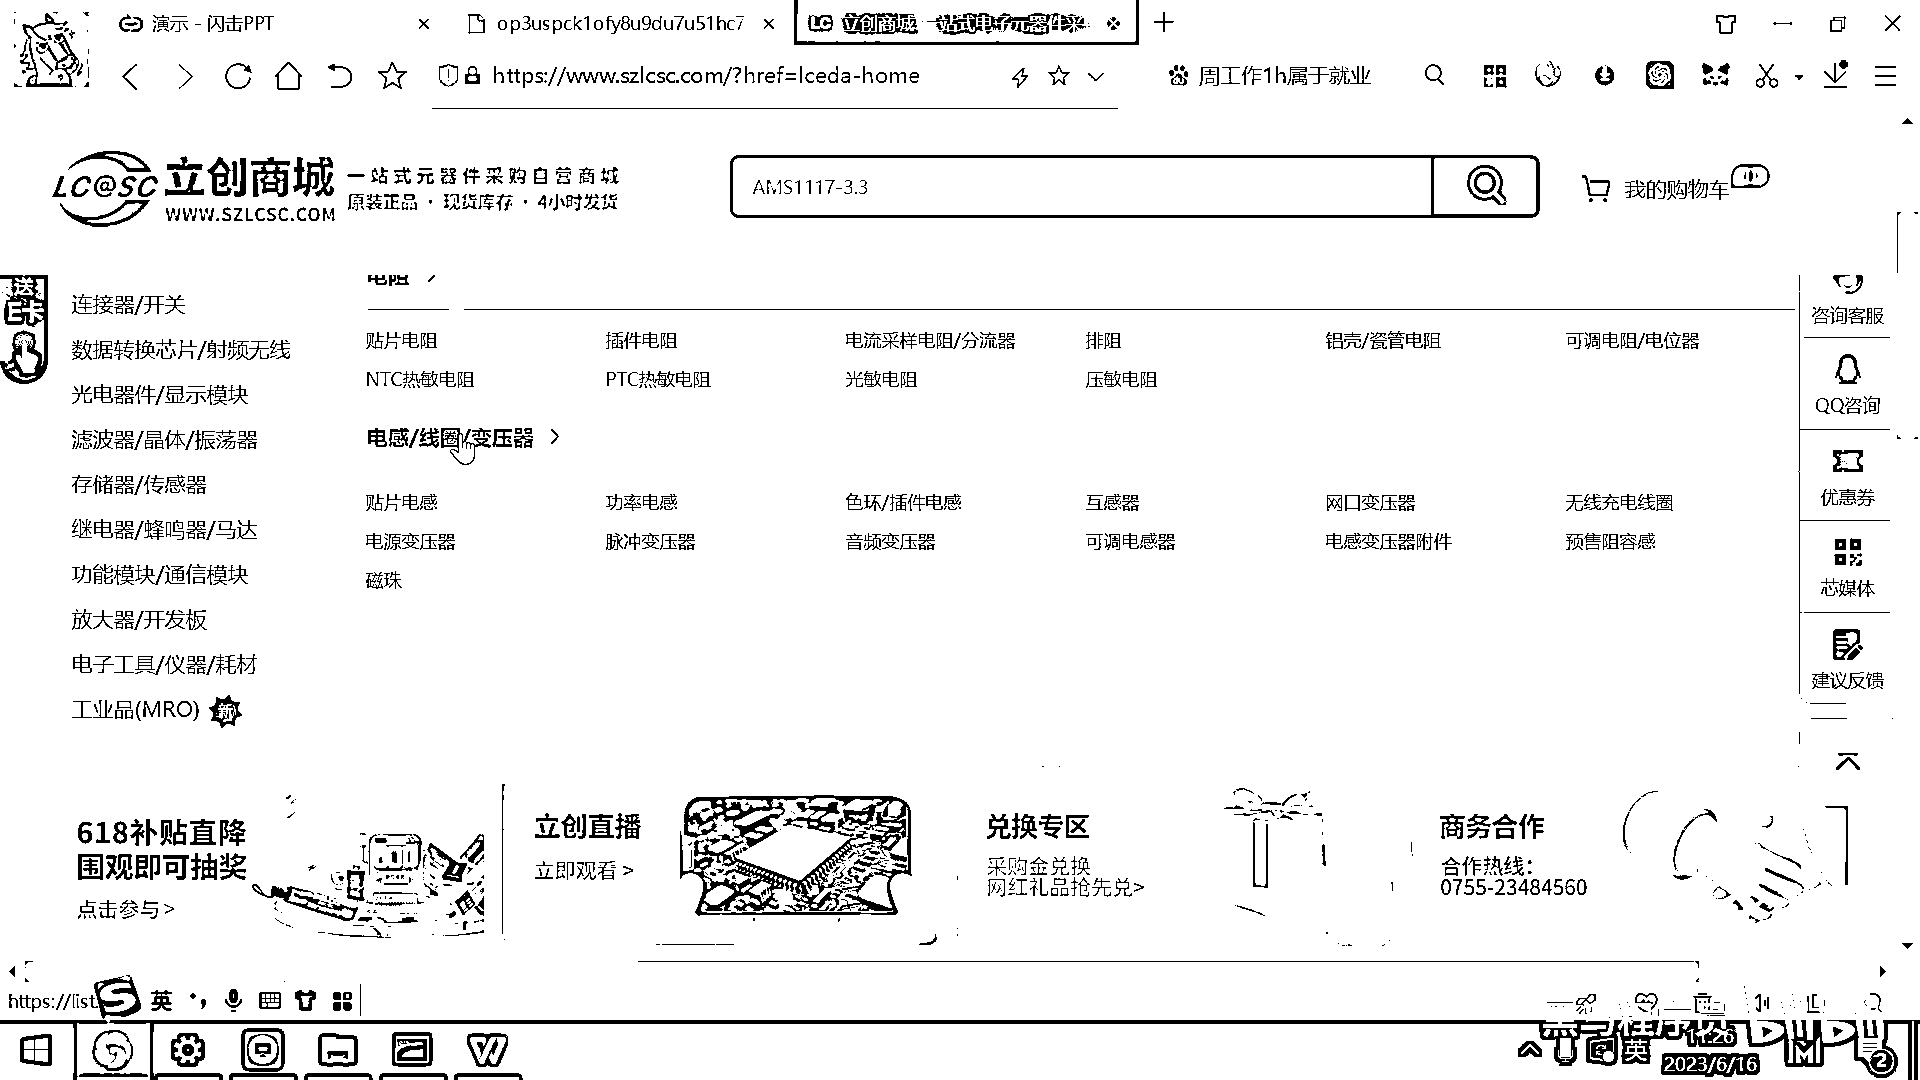 演示 - 闪击PPT
op3uspck1ofy8u9du7u51hc7
立创商城 一站式电子元器件采
https://www.szlcsc.com/?href=lceda-home
周工作1h属于就业
LC@SC 立创商城
WWW.SZLCSC.COM
一站式元器件采购自营商城
原装正品 · 现货库存 · 4小时发货
AMS1117-3.3
我的购物车
送
E卡
电阻 >
连接器/开关
数据转换芯片/射频无线
光电器件/显示模块
滤波器/晶体/振荡器
存储器/传感器
继电器/蜂鸣器/马达
功能模块/通信模块
放大器/开发板
电子工具/仪器/耗材
工业品(MRO) 新
贴片电阻 插件电阻 电流采样电阻/分流器 排阻 铝壳/瓷管电阻 可调电阻/电位器
NTC热敏电阻 PTC热敏电阻 光敏电阻 压敏电阻
电感/线圈/变压器 >
贴片电感 功率电感 色环/插件电感 互感器 网口变压器 无线充电线圈
电源变压器 脉冲变压器 音频变压器 可调电感器 电感变压器附件 预售阻容感
磁珠
咨询客服
QQ咨询
优惠券
芯媒体
建议反馈
618补贴直降
围观即可抽奖
点击参与 >
立创直播
立即观看 >
兑换专区
采购金兑换
网红礼品抢先兑>
商务合作
合作热线：
0755-23484560
https://list.
英
英
11:26
2023/6/16
2